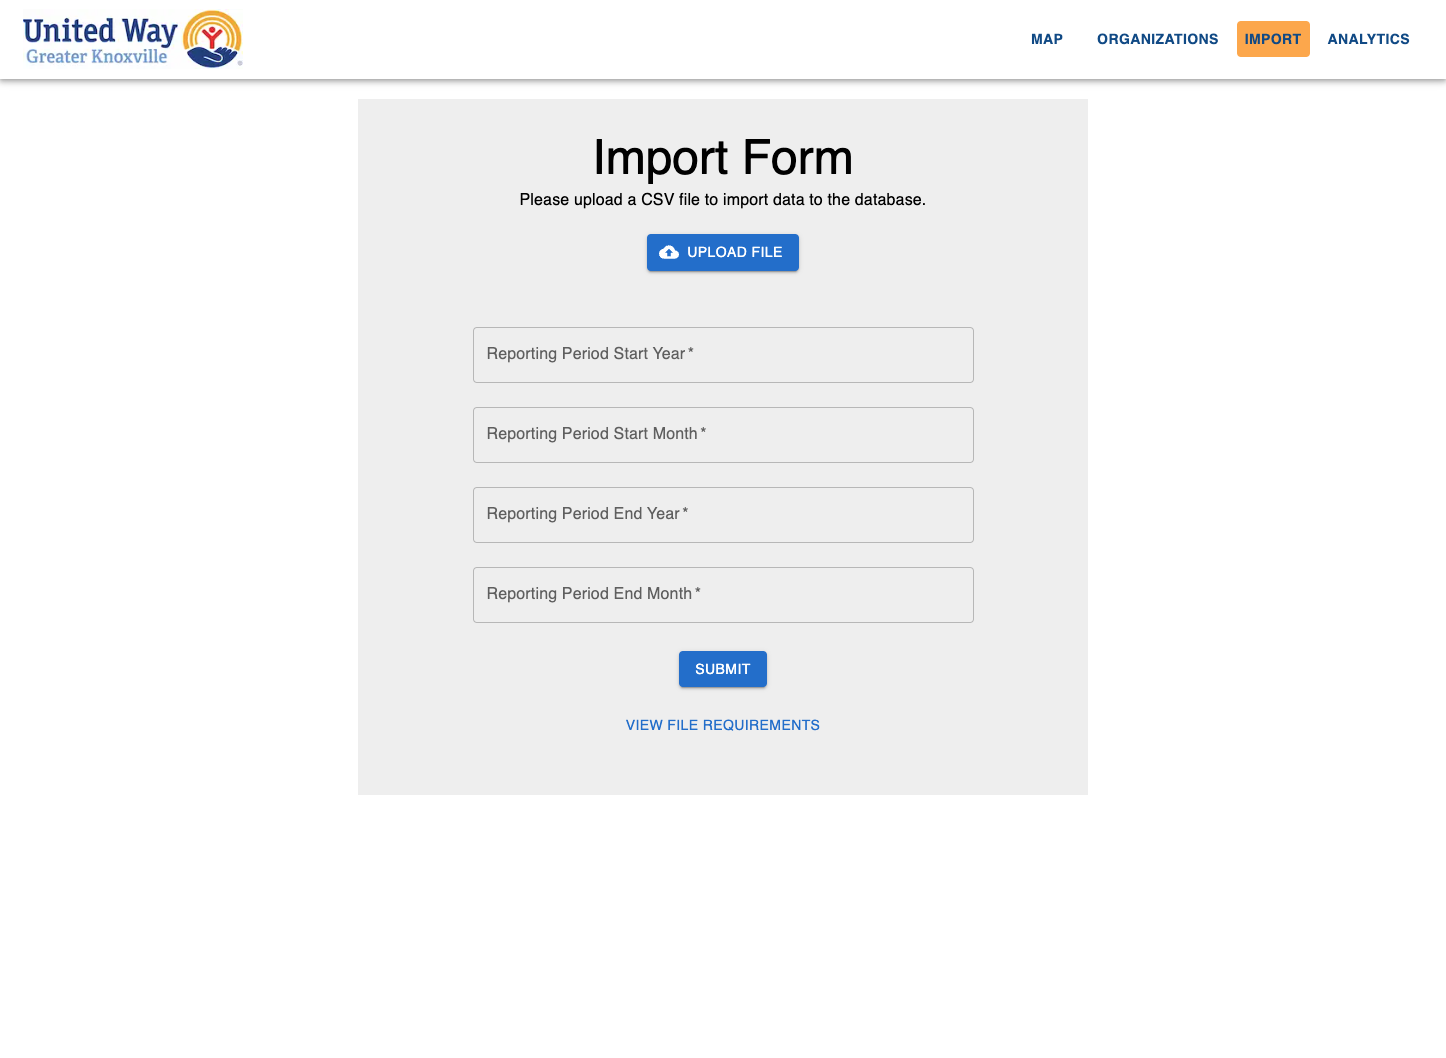 United Way
Greater Knoxville
MAP
ORGANIZATIONS
IMPORT
ANALYTICS
Import Form
Please upload a CSV file to import data to the database.
UPLOAD FILE
Reporting Period Start Year *
Reporting Period Start Month *
Reporting Period End Year *
Reporting Period End Month *
SUBMIT
VIEW FILE REQUIREMENTS